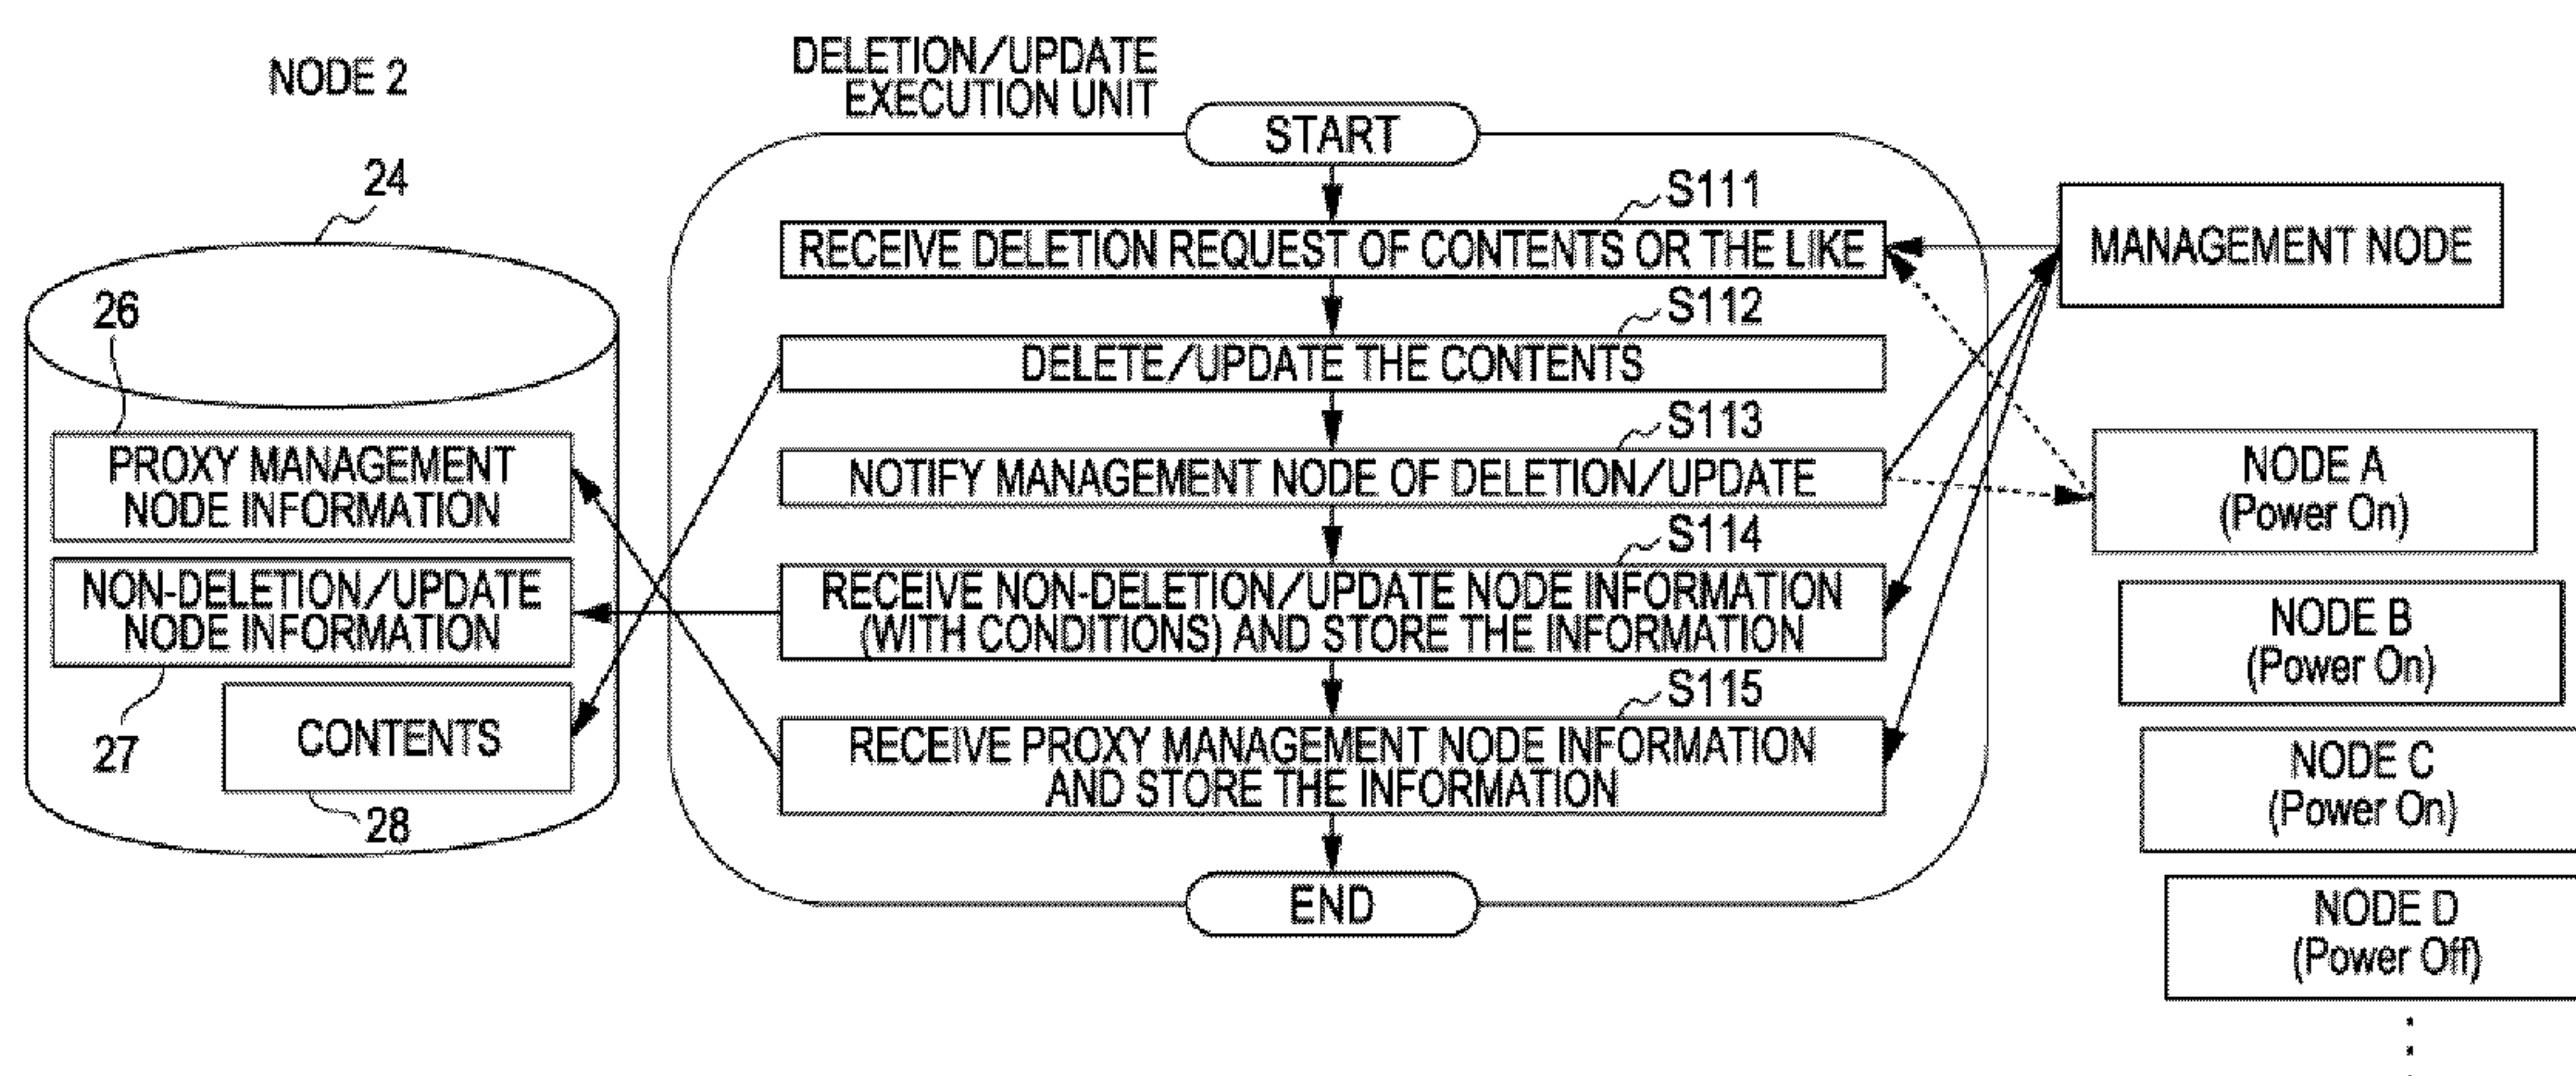 NODE 2
24
26
PROXY MANAGEMENT
NODE INFORMATION
NON-DELETION/UPDATE
NODE INFORMATION
27
CONTENTS
28
DELETION/UPDATE
EXECUTION UNIT
START
S111
RECEIVE DELETION REQUEST OF CONTENTS OR THE LIKE
S112
DELETE/UPDATE THE CONTENTS
S113
NOTIFY MANAGEMENT NODE OF DELETION/UPDATE
S114
RECEIVE NON-DELETION/UPDATE NODE INFORMATION
(WITH CONDITIONS) AND STORE THE INFORMATION
S115
RECEIVE PROXY MANAGEMENT NODE INFORMATION
AND STORE THE INFORMATION
END
MANAGEMENT NODE
NODE A
(Power On)
NODE B
(Power On)
NODE C
(Power On)
NODE D
(Power Off)